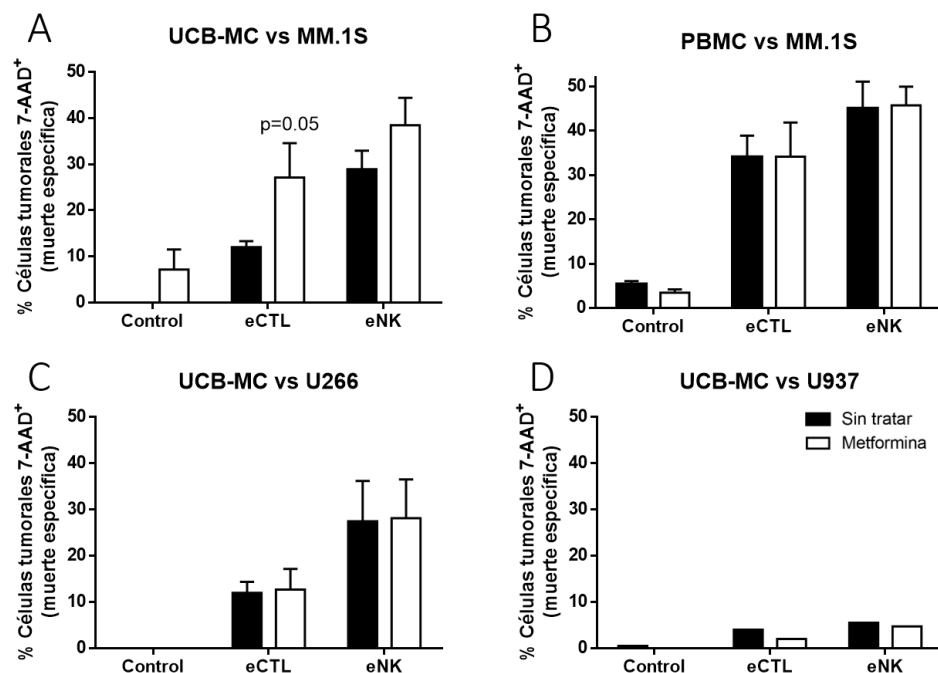 A
UCB-MC vs MM.1S
% Células tumorales 7-AAD+
(muerte específica)
50
40
30
20
10
0
p=0.05
Control
eCTL
eNK
B
PBMC vs MM.1S
% Células tumorales 7-AAD+
(muerte específica)
50
40
30
20
10
0
Control
eCTL
eNK
C
UCB-MC vs U266
% Células tumorales 7-AAD+
(muerte específica)
50
40
30
20
10
0
Control
eCTL
eNK
D
UCB-MC vs U937
% Células tumorales 7-AAD+
(muerte específica)
50
40
30
20
10
0
Sin tratar
Metformina
Control
eCTL
eNK